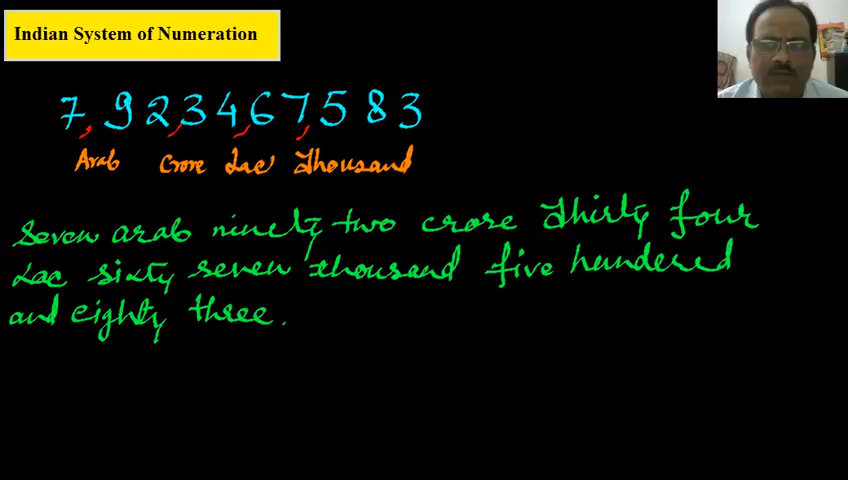 Indian System of Numeration
7,92,34,67,583
Arab Crore Lac Thousand
Seven arab ninety two crore Thirty four
Lac sixty seven thousand five hundered
and eighty three.